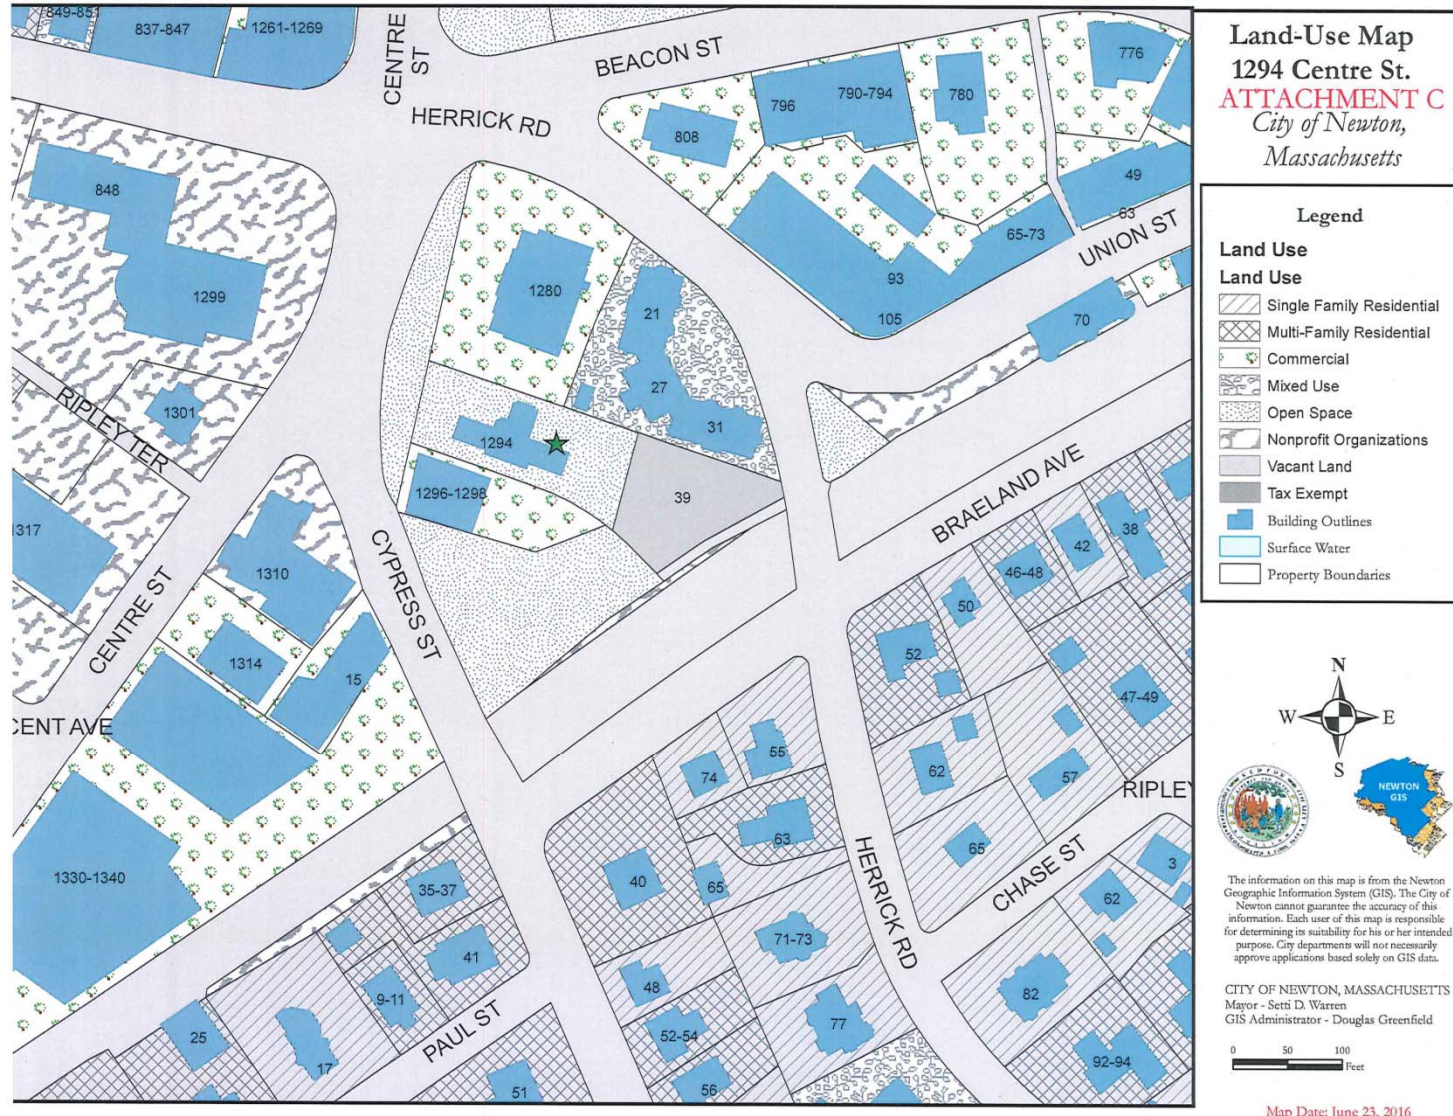 849-851
837-847
1261-1269
CENTRE ST
BEACON ST
HERRICK RD
776
796
790-794
780
808
49
63
65-73
UNION ST
848
1299
1280
21
93
105
70
27
31
1301
RIPLEY TER
1294
1296-1298
39
BRAELAND AVE
1317
CENTRE ST
1310
CYPRESS ST
38
42
46-48
50
52
1314
15
CENT AVE
47-49
55
74
62
57
RIPLEY
63
65
HERRICK RD
CHASE ST
3
1330-1340
35-37
40
65
62
41
71-73
9-11
48
82
25
PAUL ST
52-54
77
17
51
56
92-94
Land-Use Map
1294 Centre St.
ATTACHMENT C
City of Newton,
Massachusetts
Legend
Land Use
Land Use
Single Family Residential
Multi-Family Residential
Commercial
Mixed Use
Open Space
Nonprofit Organizations
Vacant Land
Tax Exempt
Building Outlines
Surface Water
Property Boundaries
N
W E
S
NEWTON
GIS
The information on this map is from the Newton
Geographic Information System (GIS). The City of
Newton cannot guarantee the accuracy of this
information. Each user of this map is responsible
for determining its suitability for his or her intended
purpose. City departments will not necessarily
approve applications based solely on GIS data.
CITY OF NEWTON, MASSACHUSETTS
Mayor - Setti D. Warren
GIS Administrator - Douglas Greenfield
0 50 100
Feet
Map Date: June 23, 2016